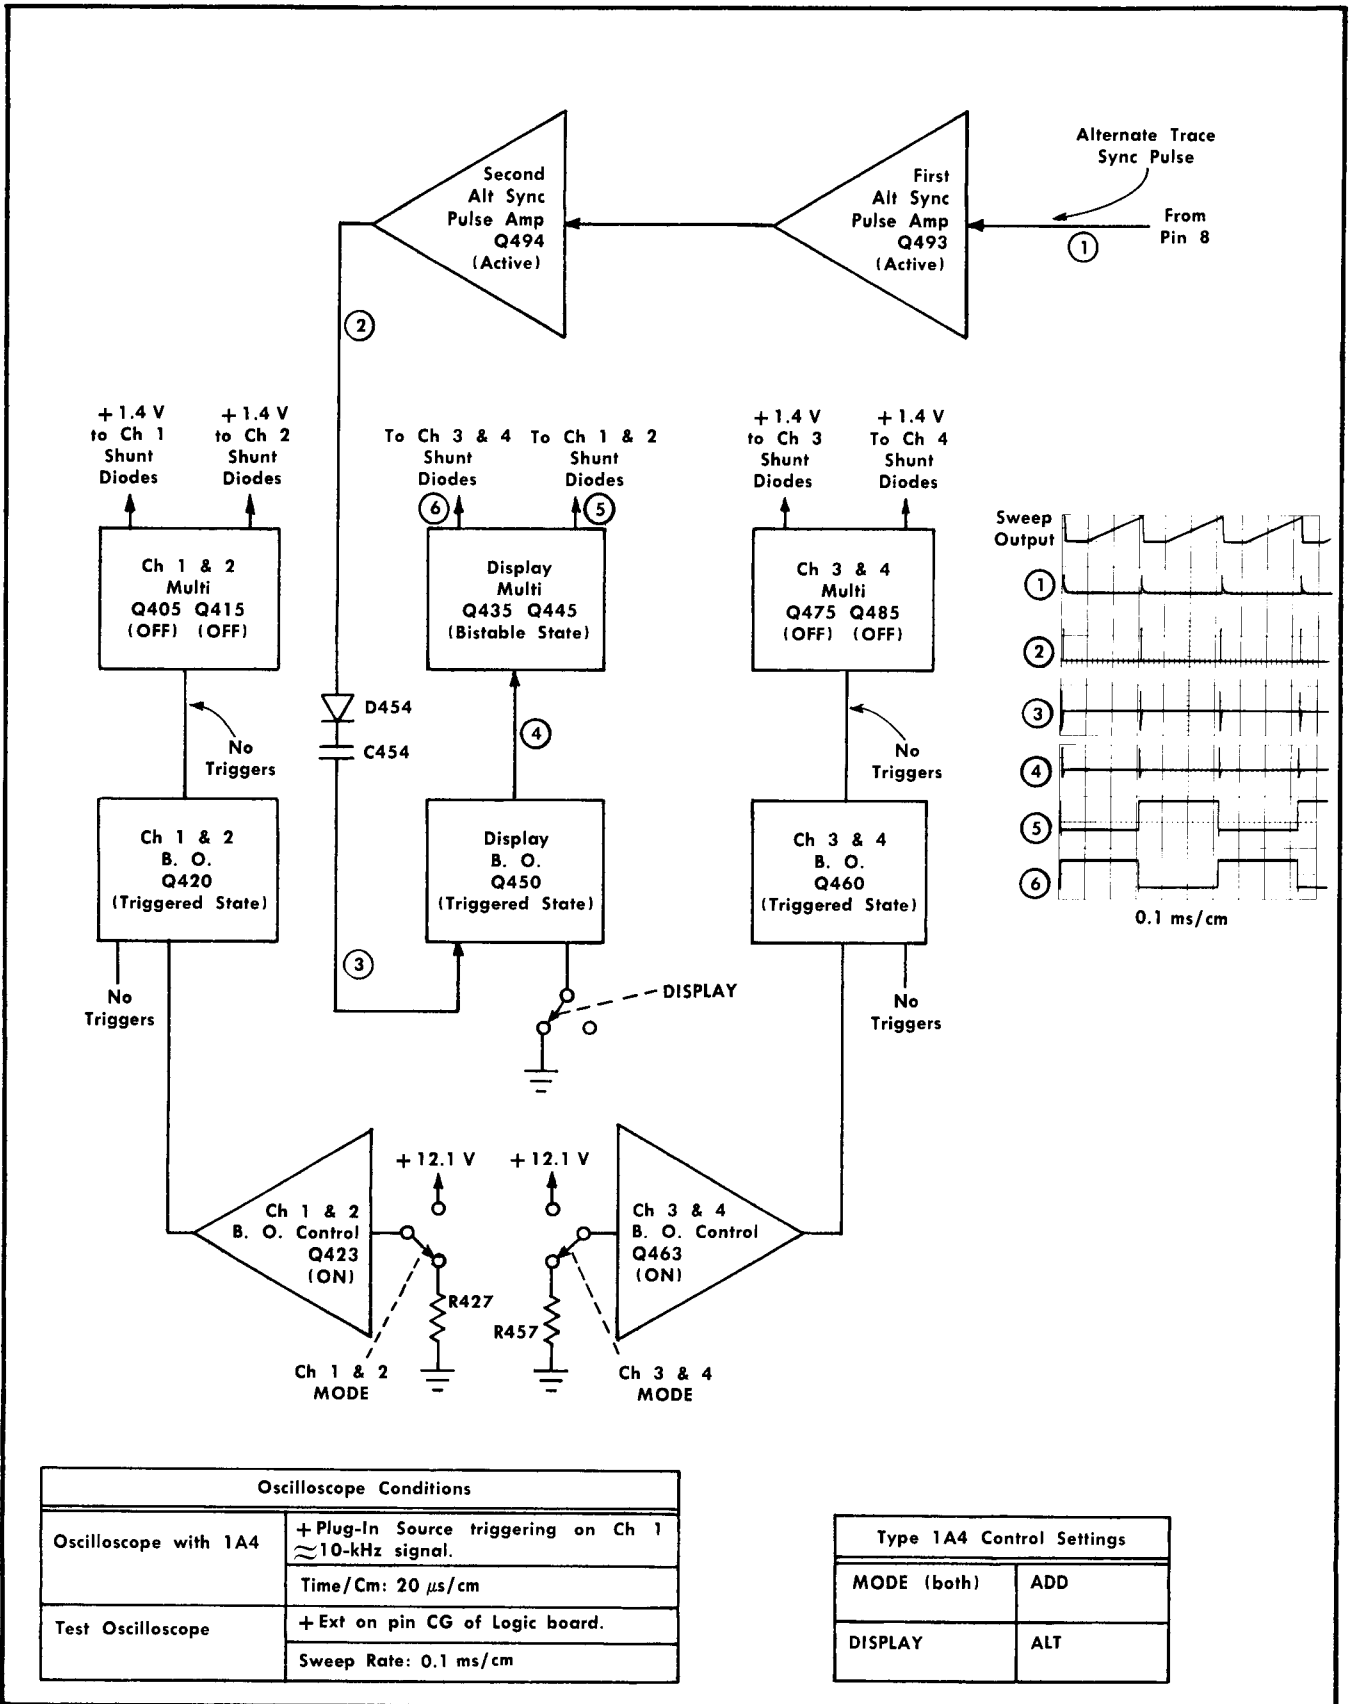 Alternate Trace
Sync Pulse
From
Pin 8
①
First
Alt Sync
Pulse Amp
Q493
(Active)
Second
Alt Sync
Pulse Amp
Q494
(Active)
②
+ 1.4 V
to Ch 1
Shunt
Diodes
+ 1.4 V
to Ch 2
Shunt
Diodes
To Ch 3 & 4
Shunt
Diodes
⑥
To Ch 1 & 2
Shunt
Diodes
⑤
+ 1.4 V
to Ch 3
Shunt
Diodes
+ 1.4 V
To Ch 4
Shunt
Diodes
Ch 1 & 2
Multi
Q405 Q415
(OFF) (OFF)
Display
Multi
Q435 Q445
(Bistable State)
Ch 3 & 4
Multi
Q475 Q485
(OFF) (OFF)
Sweep
Output
①
②
③
④
⑤
⑥
0.1 ms/cm
D454
C454
No
Triggers
④
No
Triggers
Ch 1 & 2
B. O.
Q420
(Triggered State)
Display
B. O.
Q450
(Triggered State)
Ch 3 & 4
B. O.
Q460
(Triggered State)
No
Triggers
③
DISPLAY
No
Triggers
Ch 1 & 2
B. O. Control
Q423
(ON)
+ 12.1 V
+ 12.1 V
Ch 3 & 4
B. O. Control
Q463
(ON)
R427
R457
Ch 1 & 2
MODE
Ch 3 & 4
MODE
Oscilloscope Conditions
Oscilloscope with 1A4
+ Plug-In Source triggering on Ch 1
≈ 10-kHz signal.
Time/Cm: 20 μs/cm
Test Oscilloscope
+ Ext on pin CG of Logic board.
Sweep Rate: 0.1 ms/cm
Type 1A4 Control Settings
MODE (both)
ADD
DISPLAY
ALT